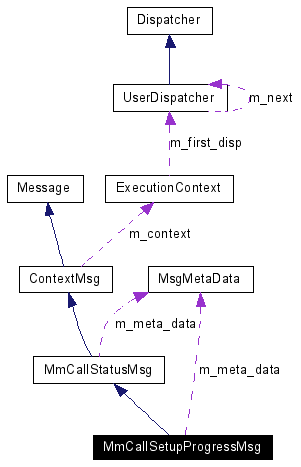 Dispatcher
UserDispatcher
m_next
m_first_disp
Message
ExecutionContext
m_context
ContextMsg
MsgMetaData
m_meta_data
MmCallStatusMsg
m_meta_data
MmCallSetupProgressMsg